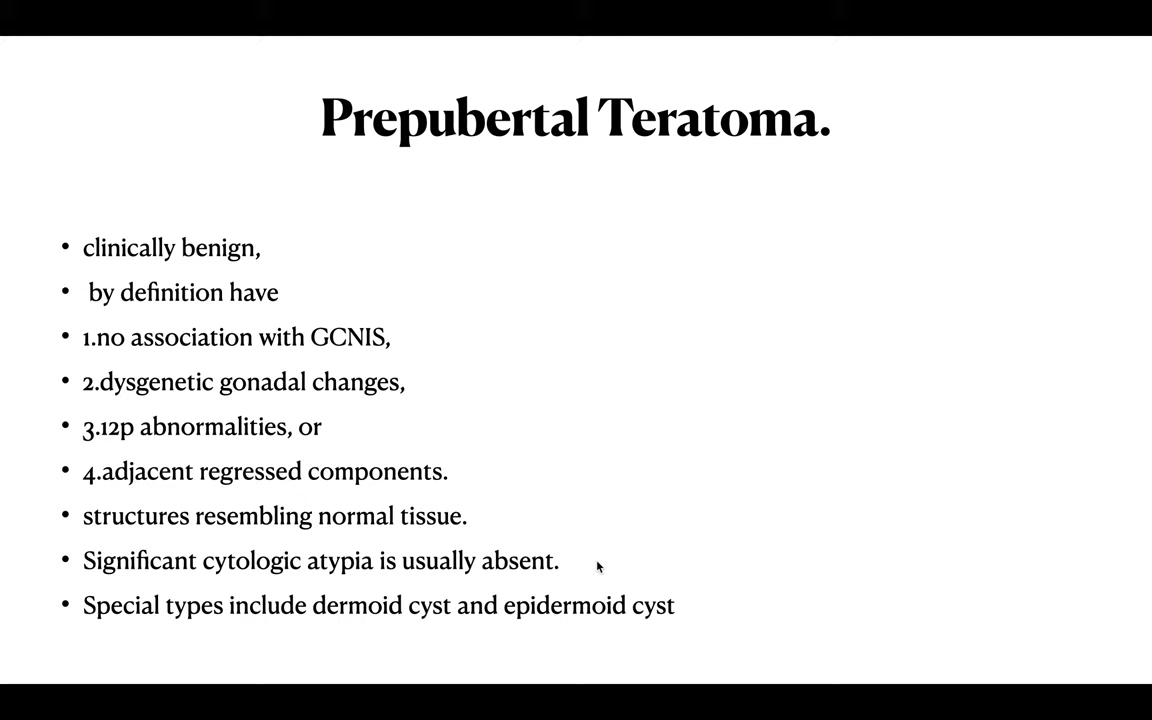 Prepubertal Teratoma.
• clinically benign,
• by definition have
• 1.no association with GCNIS,
• 2.dysgenetic gonadal changes,
• 3.12p abnormalities, or
• 4.adjacent regressed components.
• structures resembling normal tissue.
• Significant cytologic atypia is usually absent.
• Special types include dermoid cyst and epidermoid cyst